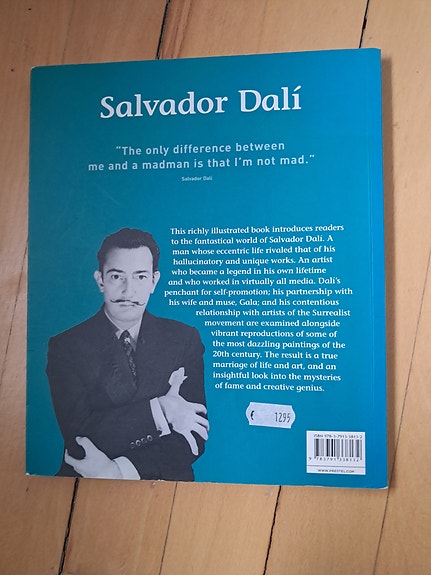 Salvador Dalí
"The only difference between
me and a madman is that I'm not mad."
Salvador Dalí
This richly illustrated book introduces readers
to the fantastical world of Salvador Dalí. A
man whose eccentric life rivaled that of his
hallucinatory and unique works. An artist
who became a legend in his own lifetime
and who worked in virtually all media. Dalí's
penchant for self-promotion; his partnership with
his wife and muse, Gala; and his contentious
relationship with artists of the Surrealist
movement are examined alongside
vibrant reproductions of some of
the most dazzling paintings of the
20th century. The result is a true
marriage of life and art, and an
insightful look into the mysteries
of fame and creative genius.
€ 1295
ISBN
WWW.PRESTEL.COM